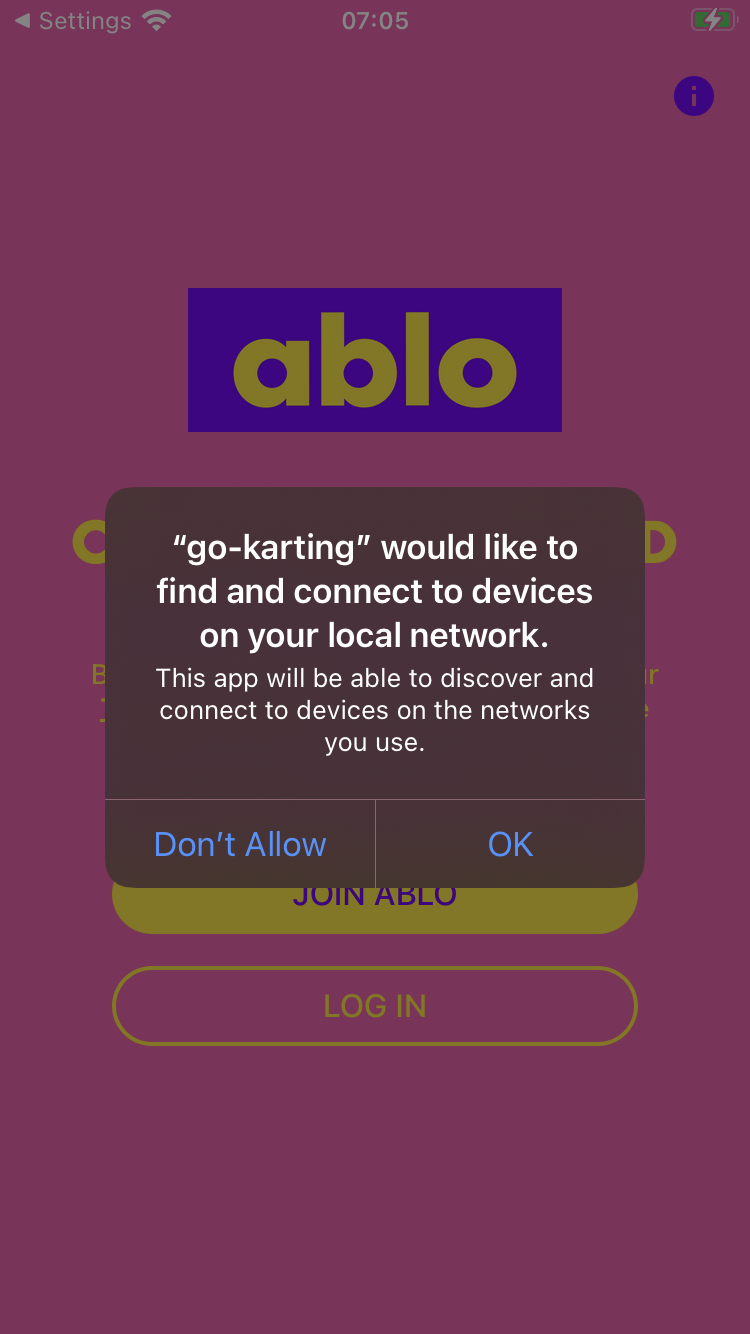 Settings 07:05
ablo
“go-karting” would like to
find and connect to devices
on your local network.
This app will be able to discover and
connect to devices on the networks
you use.
Don’t Allow OK
JOIN ABLO
LOG IN